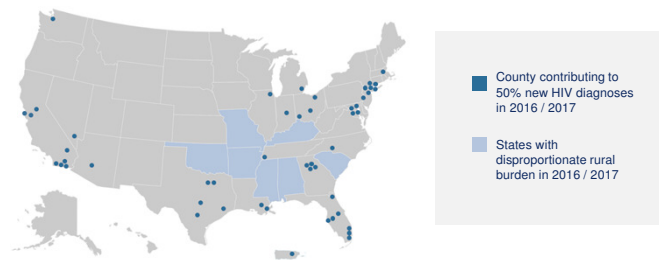 County contributing to
50% new HIV diagnoses
in 2016 / 2017
States with
disproportionate rural
burden in 2016 / 2017